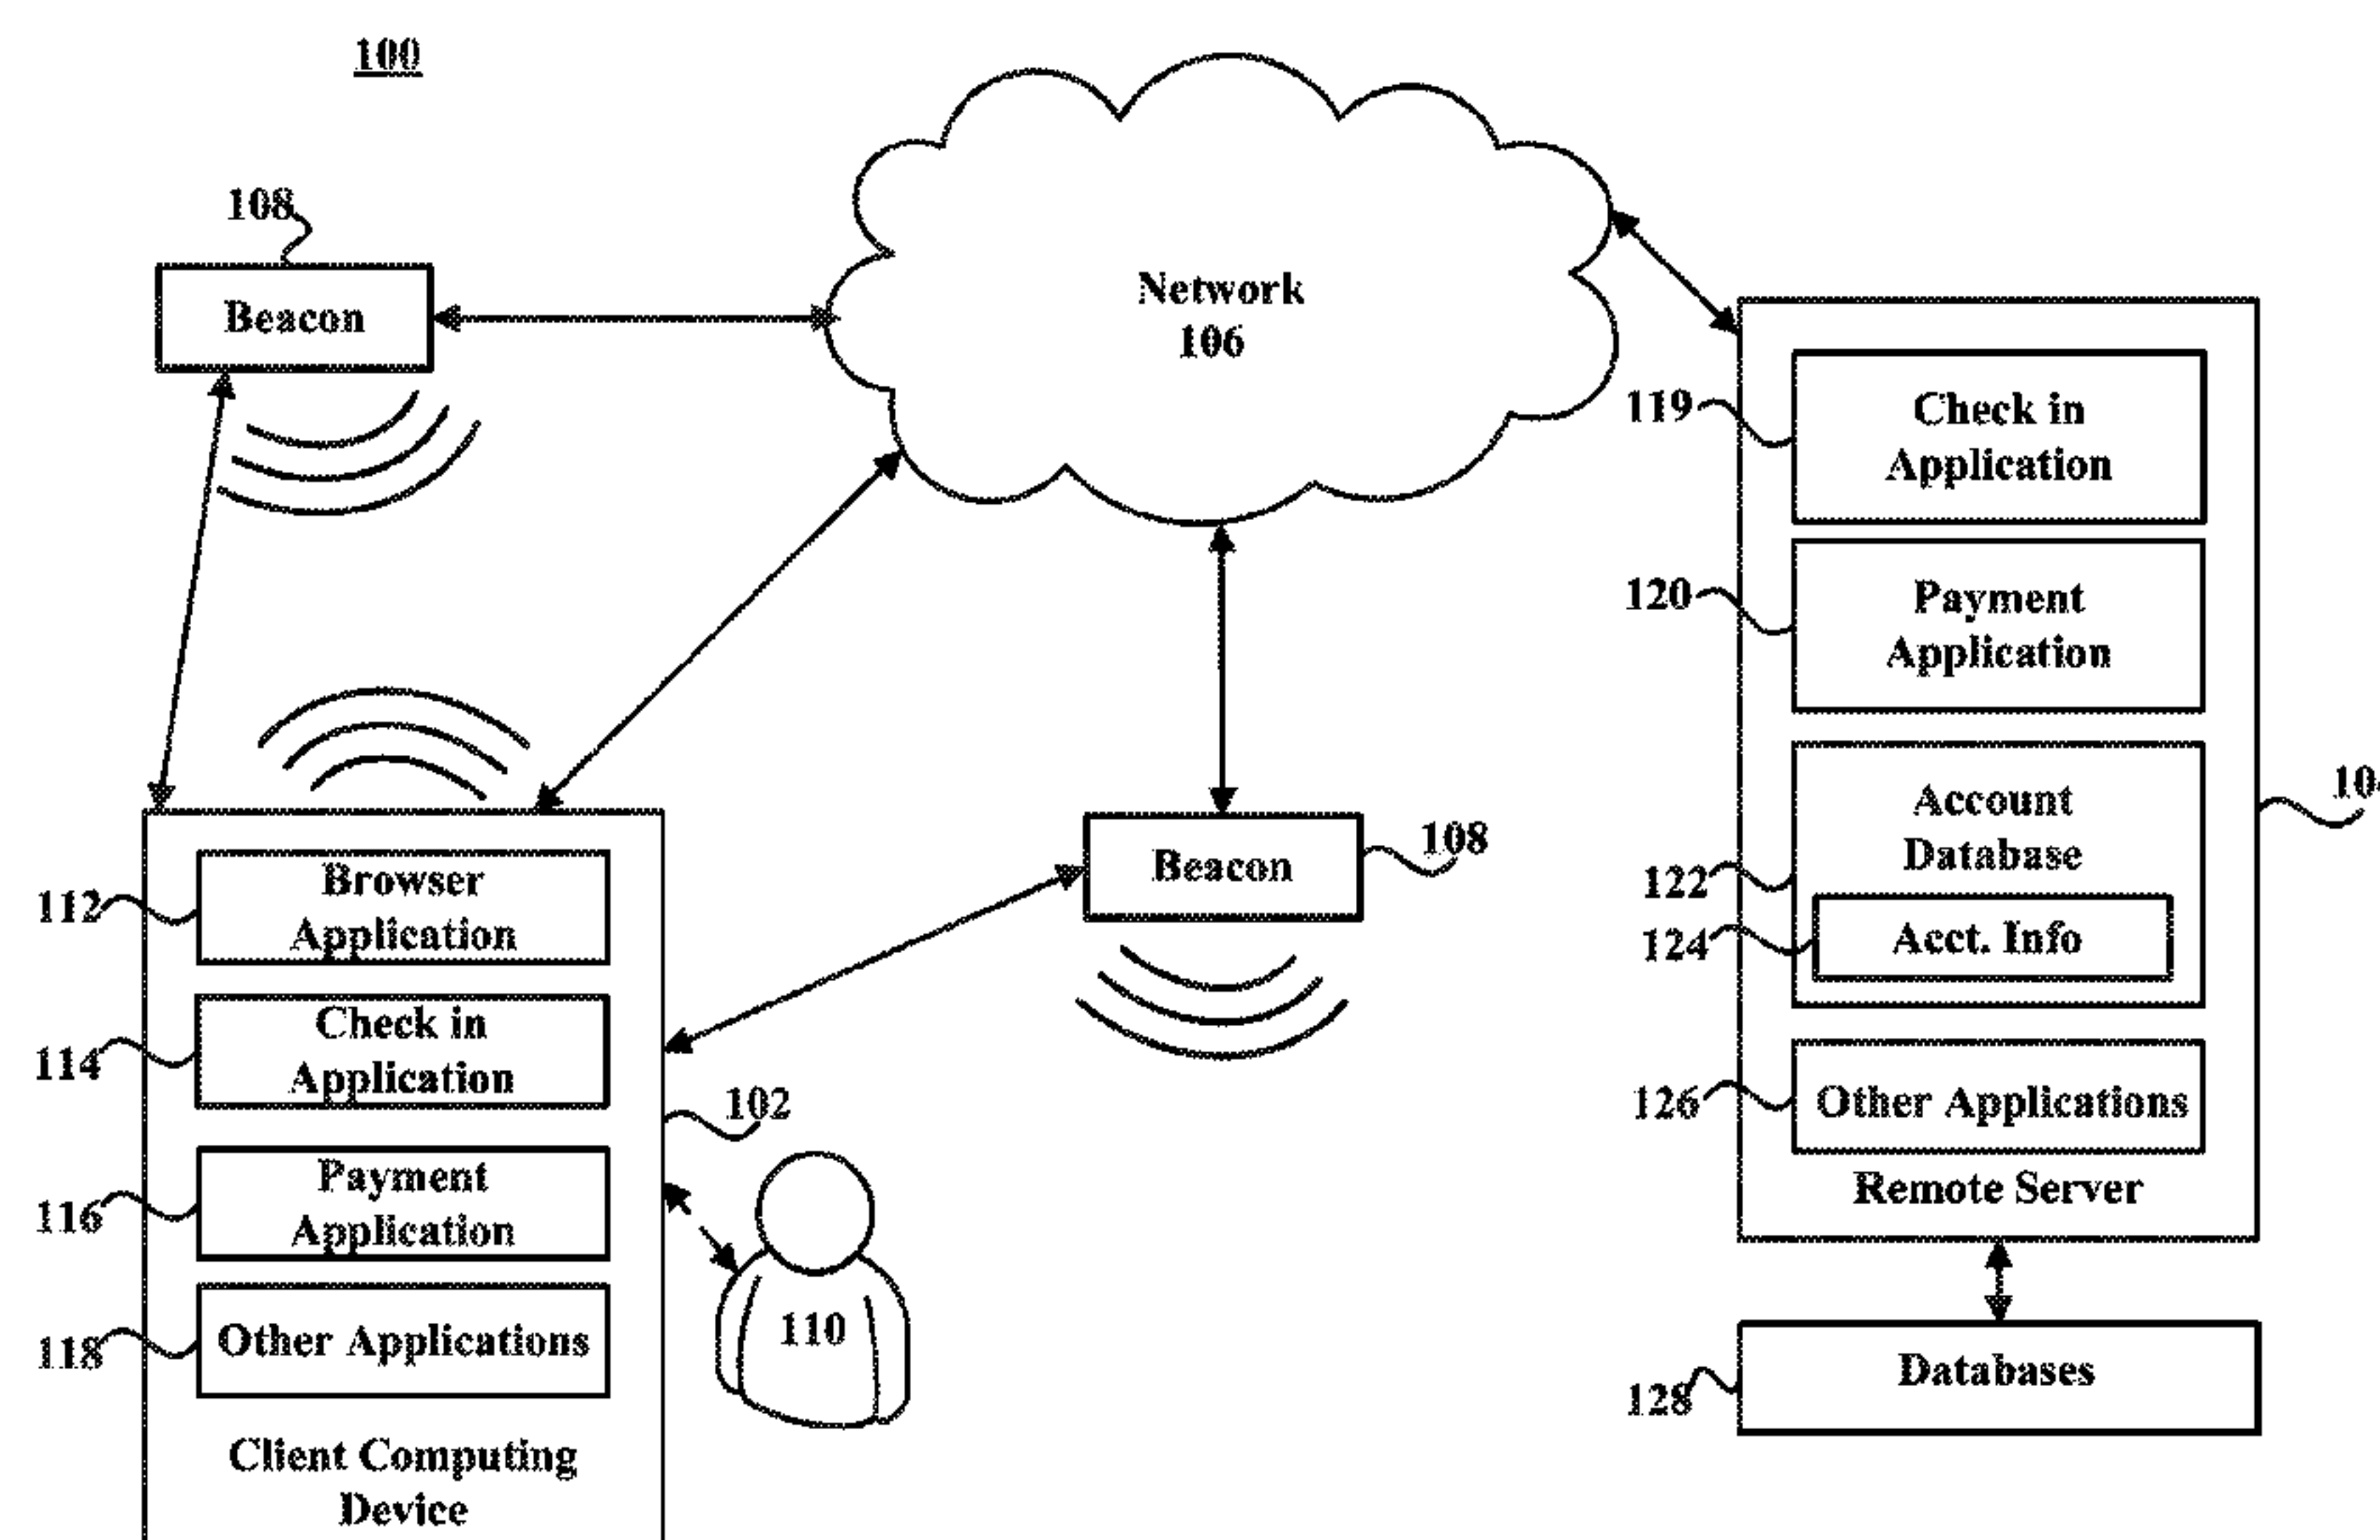 100
108
Beacon
Network
106
119
Check in
Application
120
Payment
Application
Account
Database
122
124
Acct. Info
126
Other Applications
Remote Server
128
Databases
Beacon
108
112
Browser
Application
114
Check in
Application
102
116
Payment
Application
110
118
Other Applications
Client Computing
Device